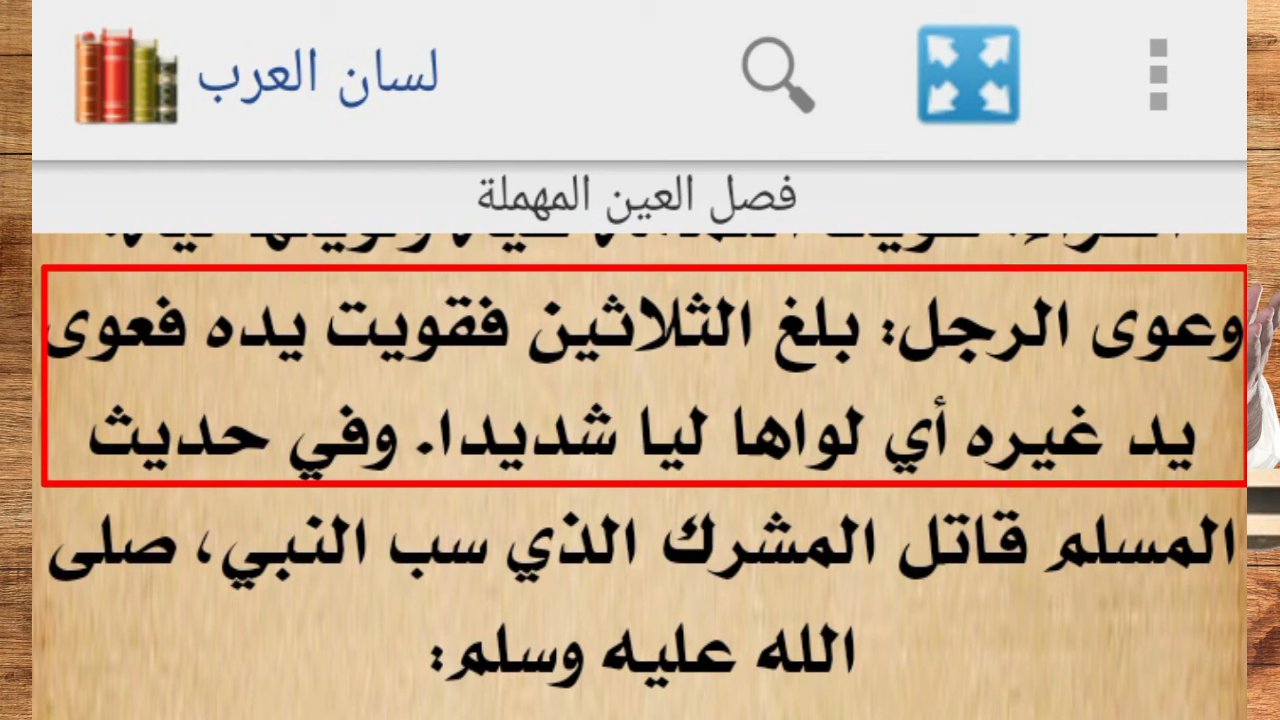 لسان العرب
فصل العين المهملة
وعوى الرجل: بلغ الثلاثين فقويت يده فعوى
يد غيره أي لواها ليا شديدا. وفي حديث
المسلم قاتل المشرك الذي سب النبي، صلى
الله عليه وسلم: